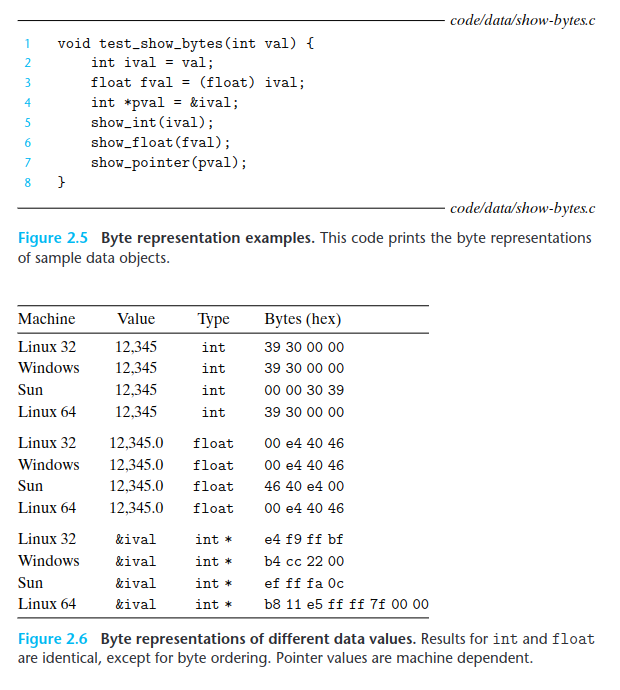 code/data/show-bytes.c
1 void test_show_bytes(int val) {
2 int ival = val;
3 float fval = (float) ival;
4 int *pval = &ival;
5 show_int(ival);
6 show_float(fval);
7 show_pointer(pval);
8 }
code/data/show-bytes.c
Figure 2.5 Byte representation examples. This code prints the byte representations
of sample data objects.
Machine Value Type Bytes (hex)
Linux 32 12,345 int 39 30 00 00
Windows 12,345 int 39 30 00 00
Sun 12,345 int 00 00 30 39
Linux 64 12,345 int 39 30 00 00
Linux 32 12,345.0 float 00 e4 40 46
Windows 12,345.0 float 00 e4 40 46
Sun 12,345.0 float 46 40 e4 00
Linux 64 12,345.0 float 00 e4 40 46
Linux 32 &ival int * e4 f9 ff bf
Windows &ival int * b4 cc 22 00
Sun &ival int * ef ff fa 0c
Linux 64 &ival int * b8 11 e5 ff ff 7f 00 00
Figure 2.6 Byte representations of different data values. Results for int and float
are identical, except for byte ordering. Pointer values are machine dependent.